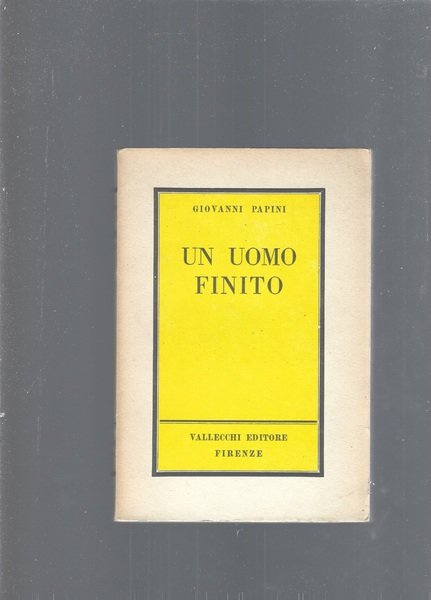 GIOVANNI PAPINI
UN UOMO
FINITO
VALLECCHI EDITORE
FIRENZE